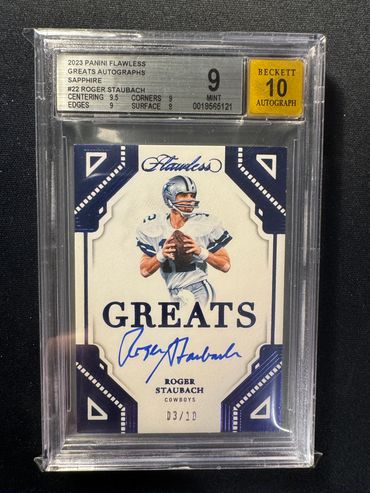 2023 PANINI FLAWLESS
GREATS AUTOGRAPHS
SAPPHIRE
#22 ROGER STAUBACH
CENTERING 9.5 CORNERS 9
EDGES 9 SURFACE 8
9
MINT
0019565121
BECKETT
10
AUTOGRAPH
Flawless
12
GREATS
Roger Staubach
ROGER
STAUBACH
COWBOYS
03/10